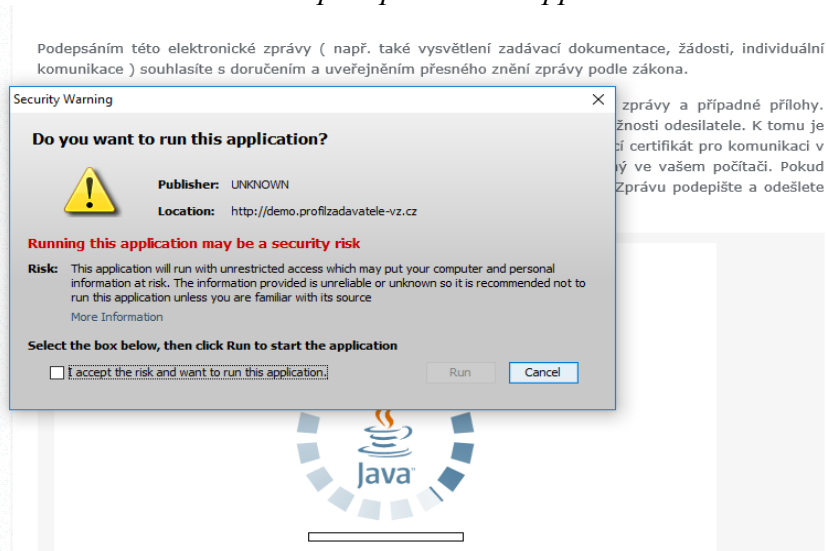 Podepsáním této elektronické zprávy ( např. také vysvětlení zadávací dokumentace, žádosti, individuální
komunikace ) souhlasíte s doručením a uveřejněním přesného znění zprávy podle zákona.
zprávy a případné přílohy.
žnosti odesilatele. K tomu je
cí certifikát pro komunikaci v
ný ve vašem počítači. Pokud
Zprávu podepište a odešlete
Security Warning
Do you want to run this application?
Publisher: UNKNOWN
Location: http://demo.profilzadavatele-vz.cz
Running this application may be a security risk
Risk: This application will run with unrestricted access which may put your computer and personal
information at risk. The information provided is unreliable or unknown so it is recommended not to
run this application unless you are familiar with its source
More Information
Select the box below, then click Run to start the application
I accept the risk and want to run this application.
Run
Cancel
Java